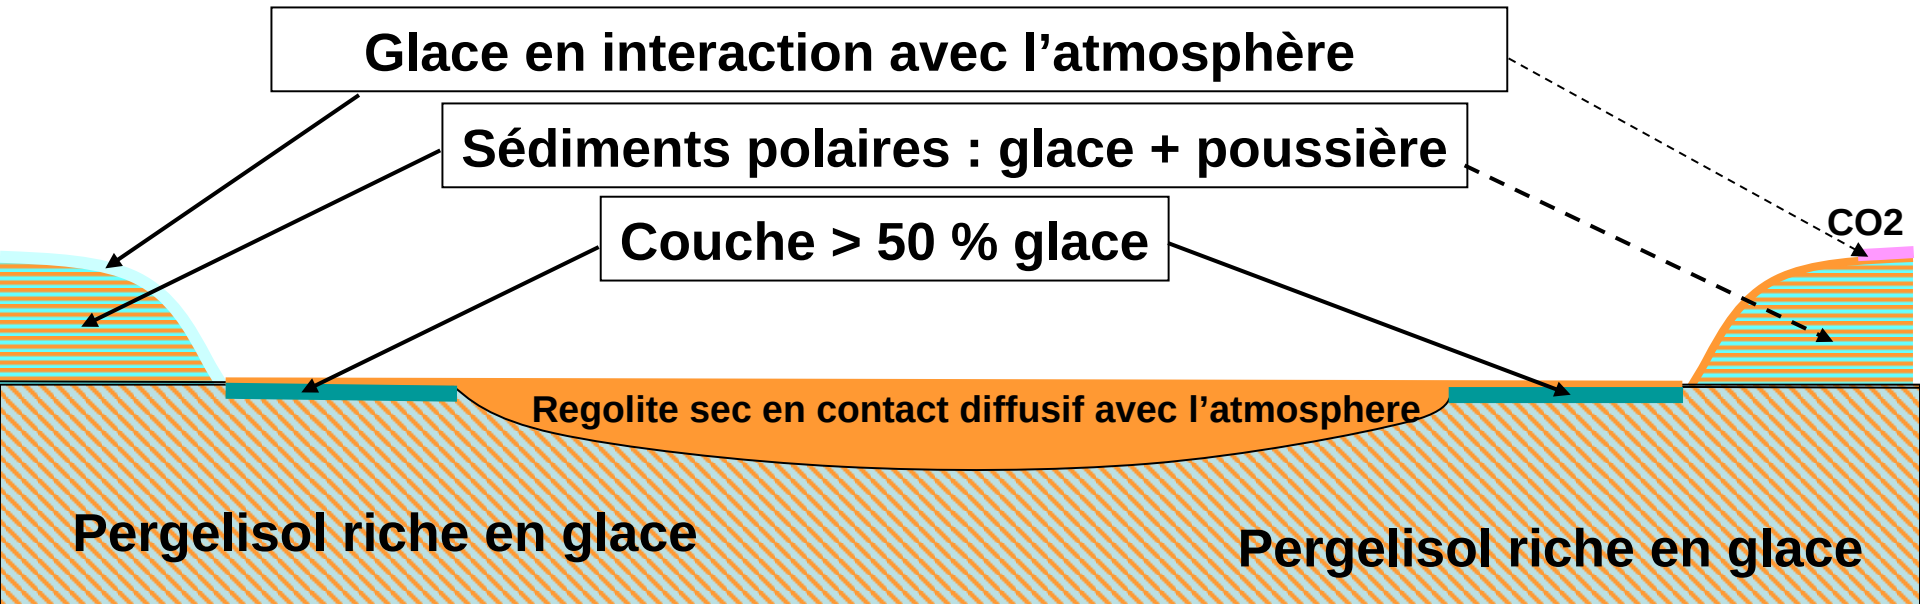 Glace en interaction avec l’atmosphère
Sédiments polaires : glace + poussière
Couche > 50 % glace
CO2
Regolite sec en contact diffusif avec l’atmosphere
Pergelisol riche en glace
Pergelisol riche en glace